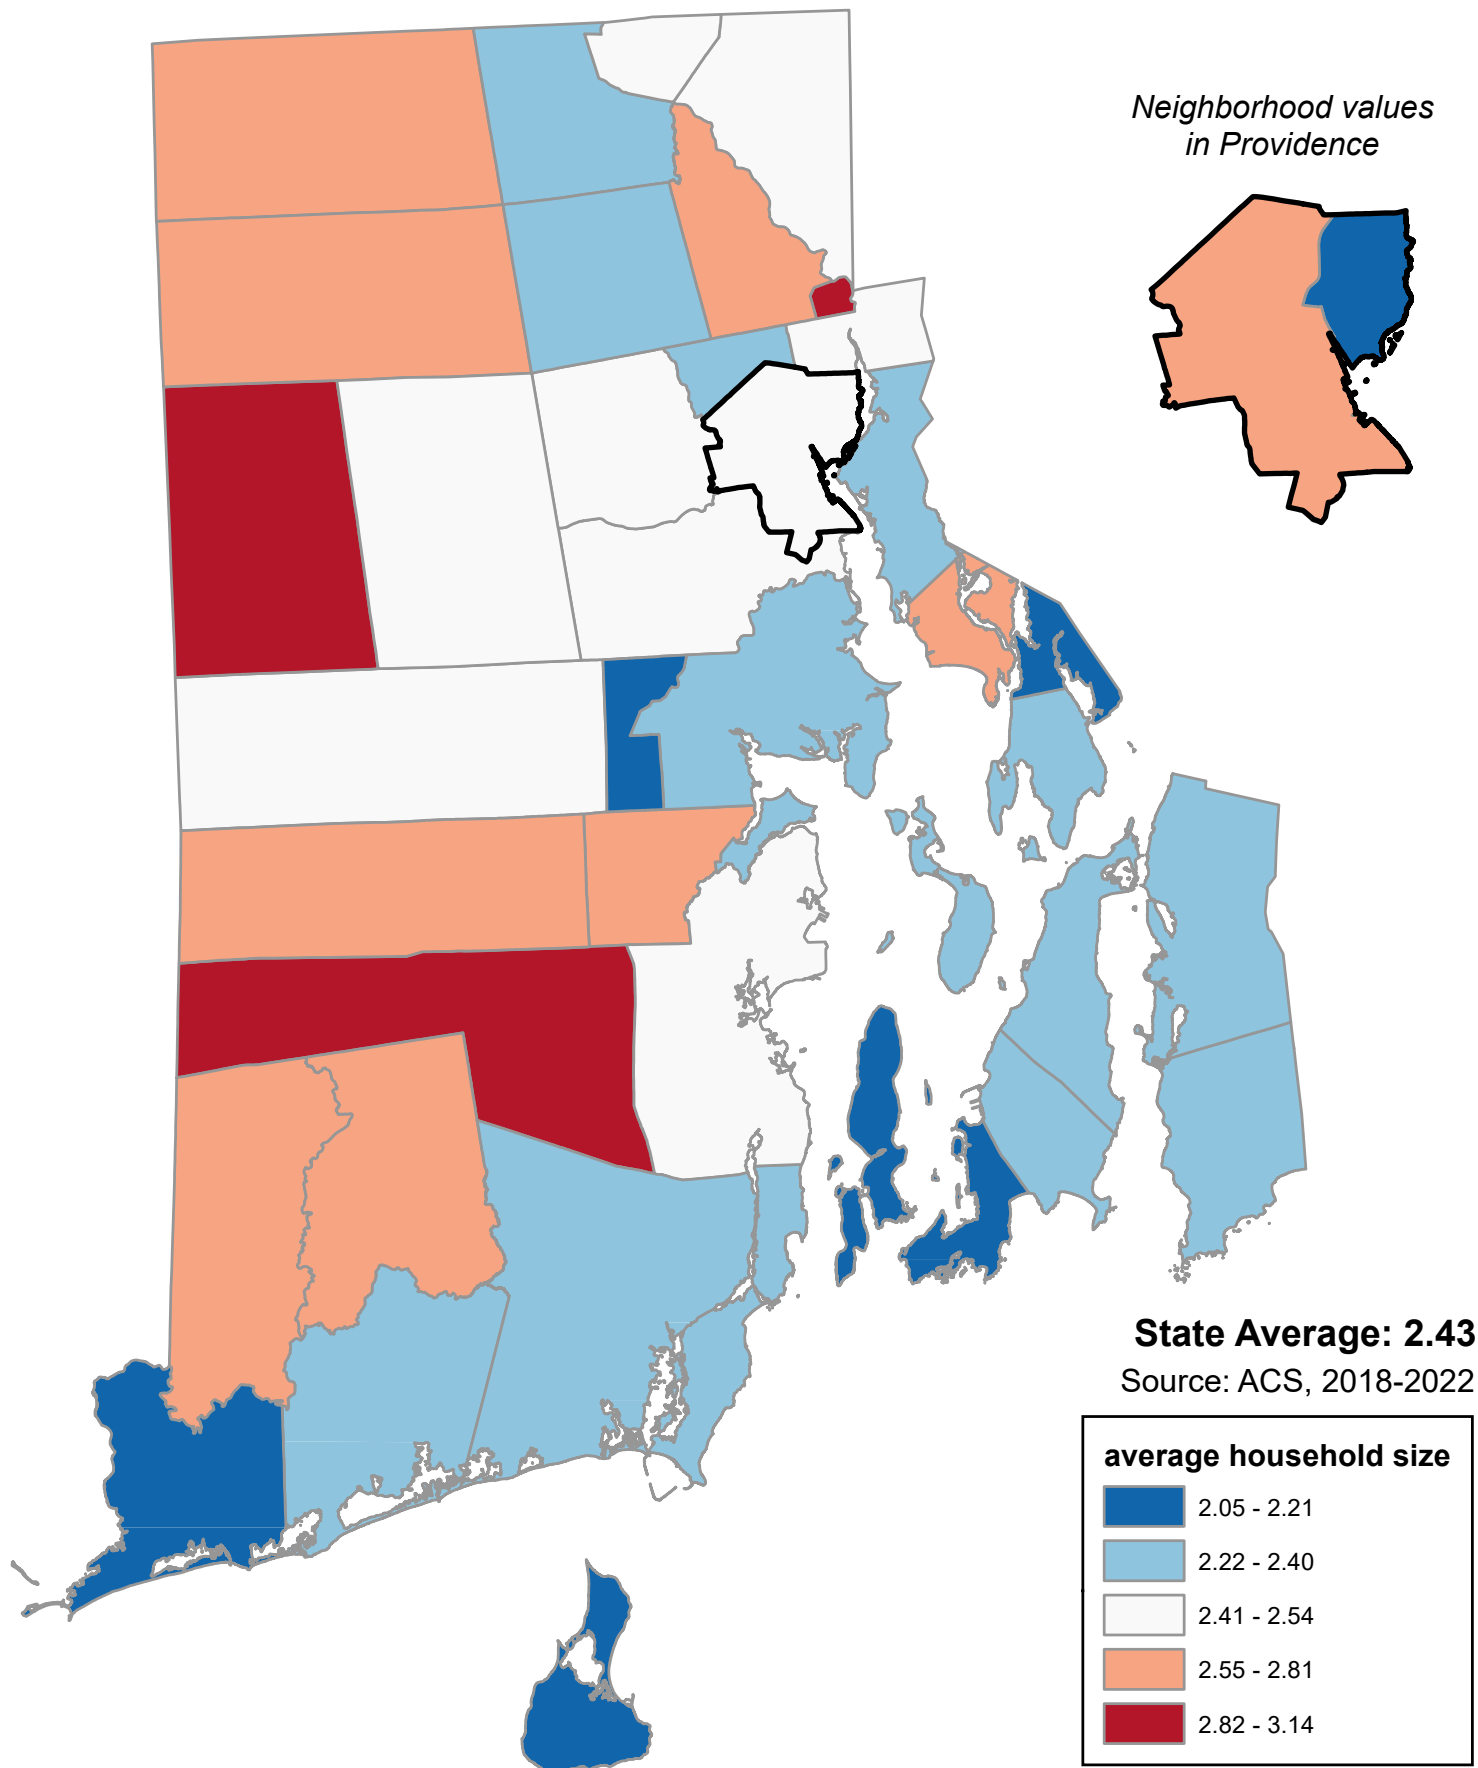 Neighborhood values
in Providence
State Average: 2.43
Source: ACS, 2018-2022
average household size
2.05 - 2.21
2.22 - 2.40
2.41 - 2.54
2.55 - 2.81
2.82 - 3.14